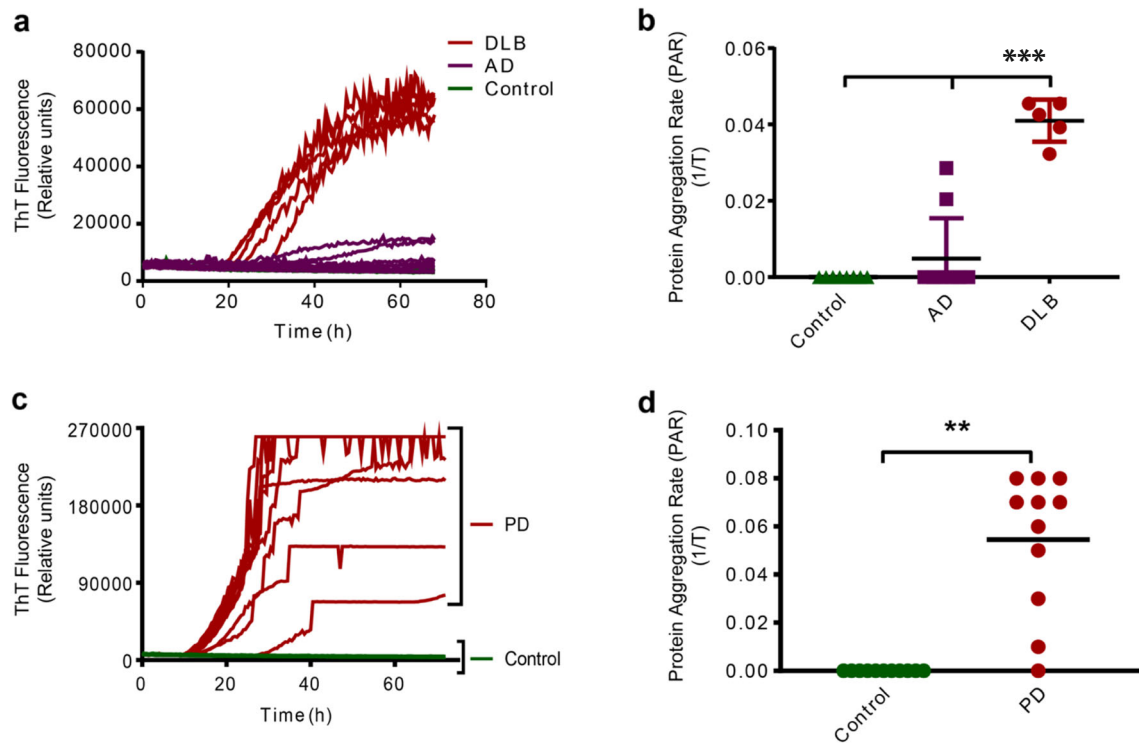 a
80000
60000
40000
20000
0
ThT Fluorescence
(Relative units)
0 20 40 60 80
Time (h)
DLB
AD
Control
b
0.06
0.04
0.02
0.00
Protein Aggregation Rate (PAR)
(1/T)
***
Control
AD
DLB
c
270000
180000
90000
0
ThT Fluorescence
(Relative units)
0 20 40 60
Time (h)
PD
Control
d
0.10
0.08
0.06
0.04
0.02
0.00
Protein Aggregation Rate (PAR)
(1/T)
**
Control
PD